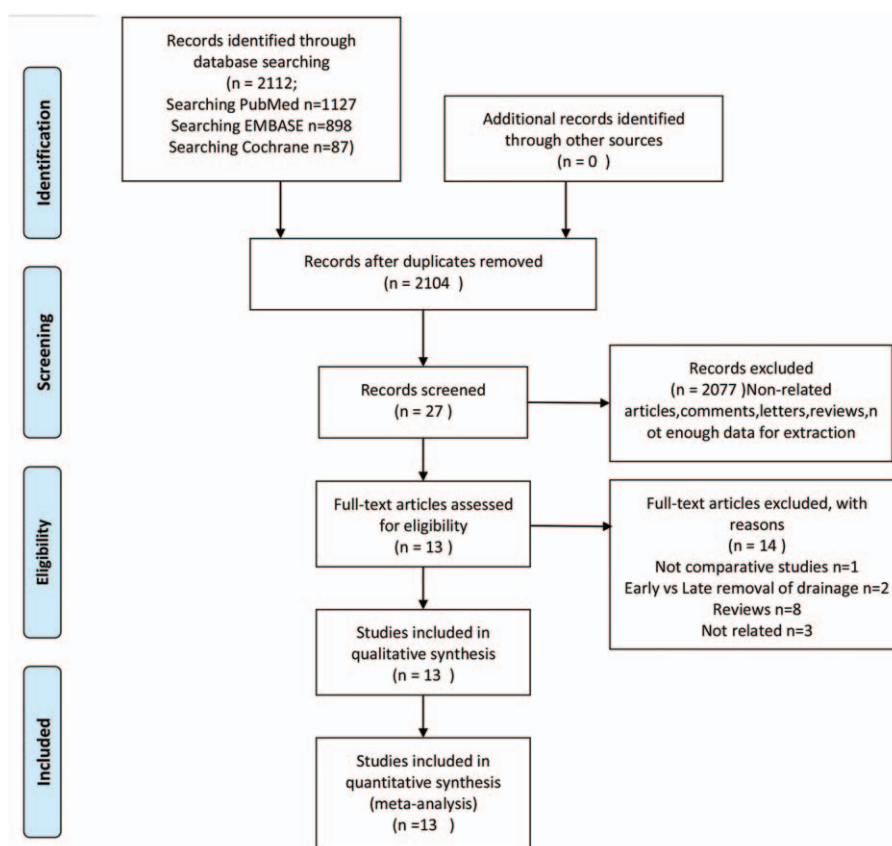 Records identified through
database searching
(n = 2112;
Searching PubMed n=1127
Searching EMBASE n=898
Searching Cochrane n=87)
Additional records identified
through other sources
(n = 0 )
Identification
Records after duplicates removed
(n = 2104 )
Screening
Records screened
(n = 27 )
Records excluded
(n = 2077 )Non-related
articles,comments,letters,reviews,n
ot enough data for extraction
Eligibility
Full-text articles assessed
for eligibility
(n = 13 )
Full-text articles excluded, with
reasons
(n = 14 )
Not comparative studies n=1
Early vs Late removal of drainage n=2
Reviews n=8
Not related n=3
Studies included in
qualitative synthesis
(n = 13 )
Included
Studies included in
quantitative synthesis
(meta-analysis)
(n =13 )